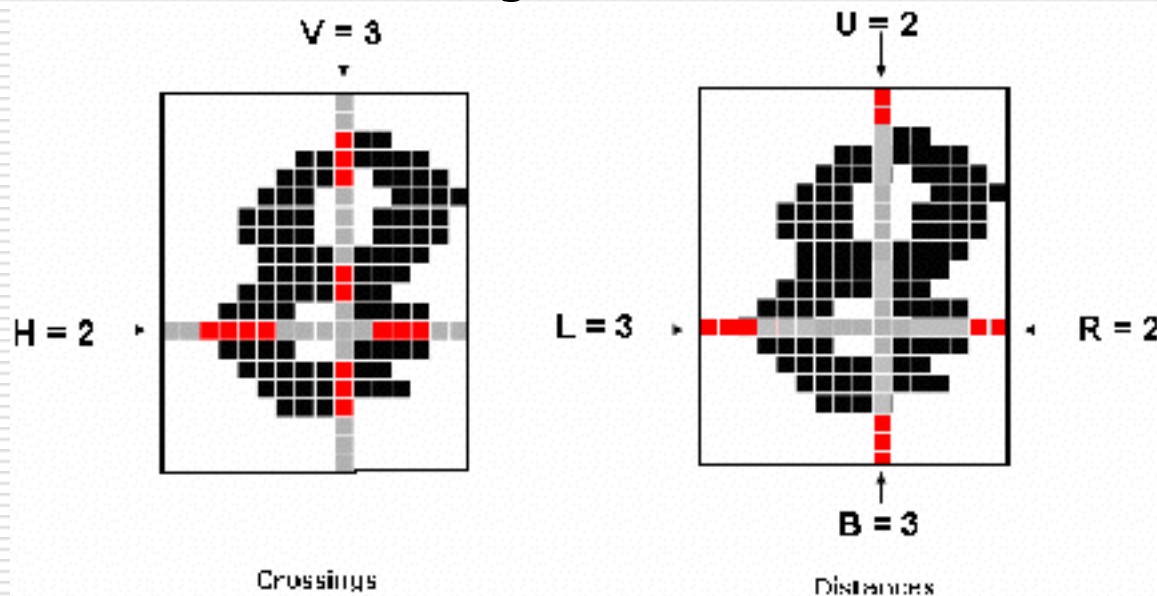 V = 3
H = 2
Crossings
U = 2
L = 3
R = 2
B = 3
Distances